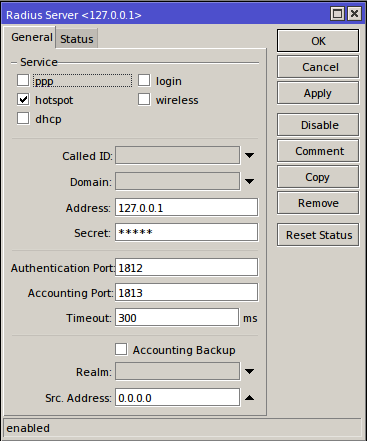 Radius Server <127.0.0.1>
General Status
Service
ppp login
hotspot wireless
dhcp
Called ID:
Domain:
Address: 127.0.0.1
Secret: *****
Authentication Port: 1812
Accounting Port: 1813
Timeout: 300 ms
Accounting Backup
Realm:
Src. Address: 0.0.0.0
OK
Cancel
Apply
Disable
Comment
Copy
Remove
Reset Status
enabled